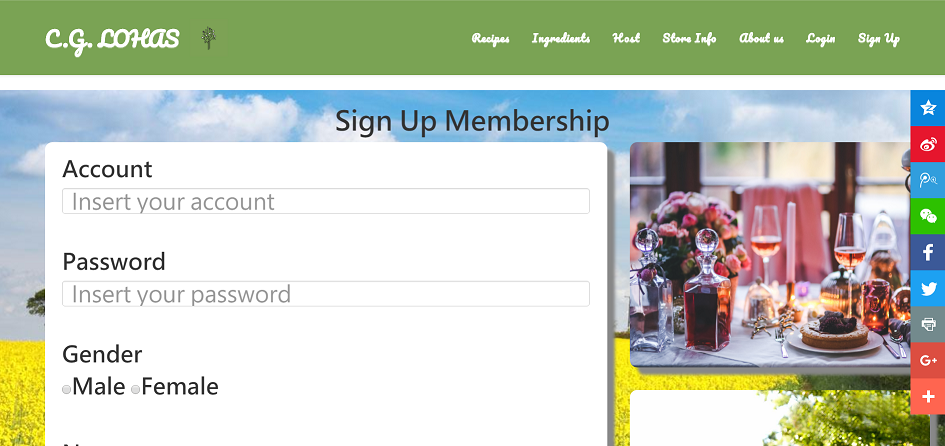 C.G. LOHAS
Recipes Ingredients Host Store Info About us Login Sign Up
Sign Up Membership
Account
Insert your account
Password
Insert your password
Gender
Male Female